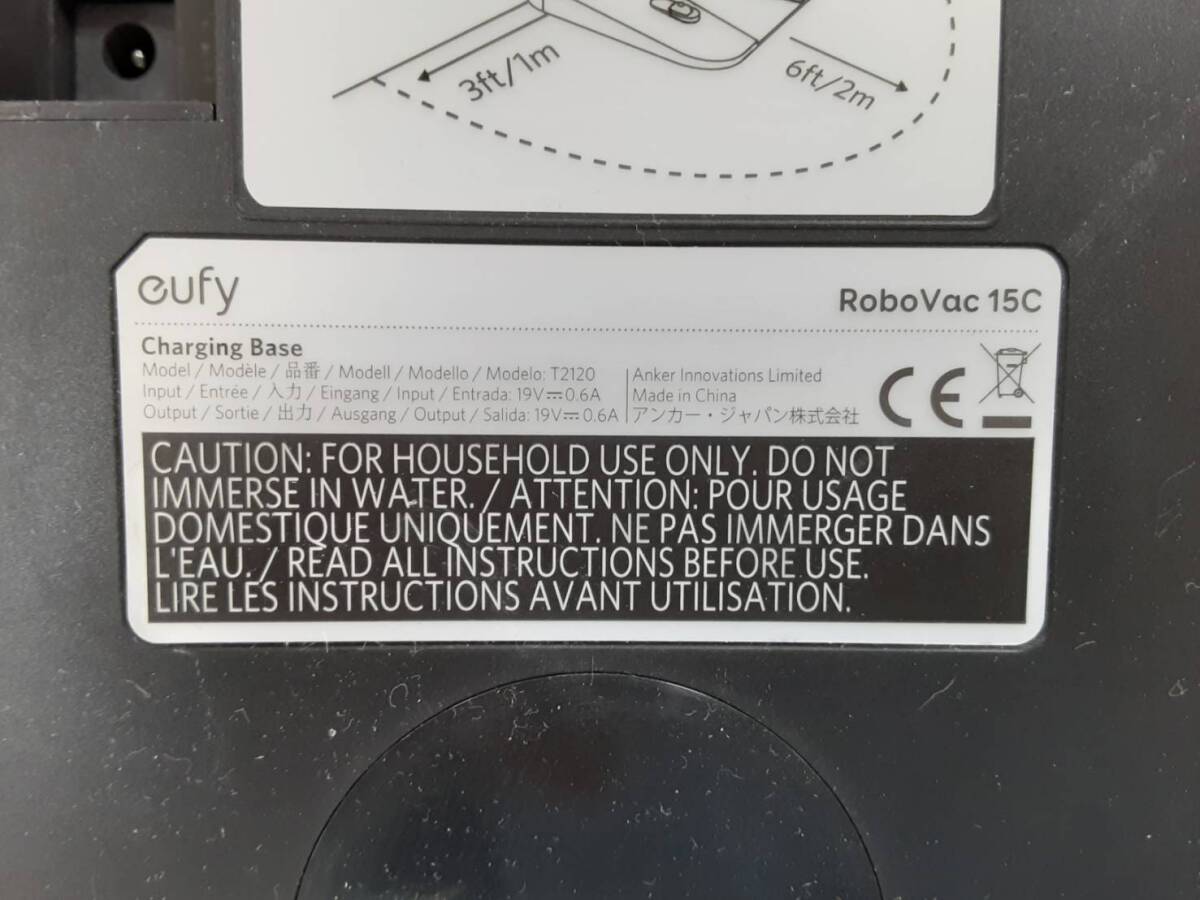 3ft/1m
6ft/2m
eufy
RoboVac 15C
Charging Base
Model / Modèle / 品番 / Modell / Modello / Modelo: T2120
Input / Entrée / 入力 / Eingang / Input / Entrada: 19V⎓0.6A
Output / Sortie / 出力 / Ausgang / Output / Salida: 19V⎓0.6A
Anker Innovations Limited
Made in China
アンカー・ジャパン株式会社
CE
CAUTION: FOR HOUSEHOLD USE ONLY. DO NOT
IMMERSE IN WATER. / ATTENTION: POUR USAGE
DOMESTIQUE UNIQUEMENT. NE PAS IMMERGER DANS
L'EAU. / READ ALL INSTRUCTIONS BEFORE USE.
LIRE LES INSTRUCTIONS AVANT UTILISATION.